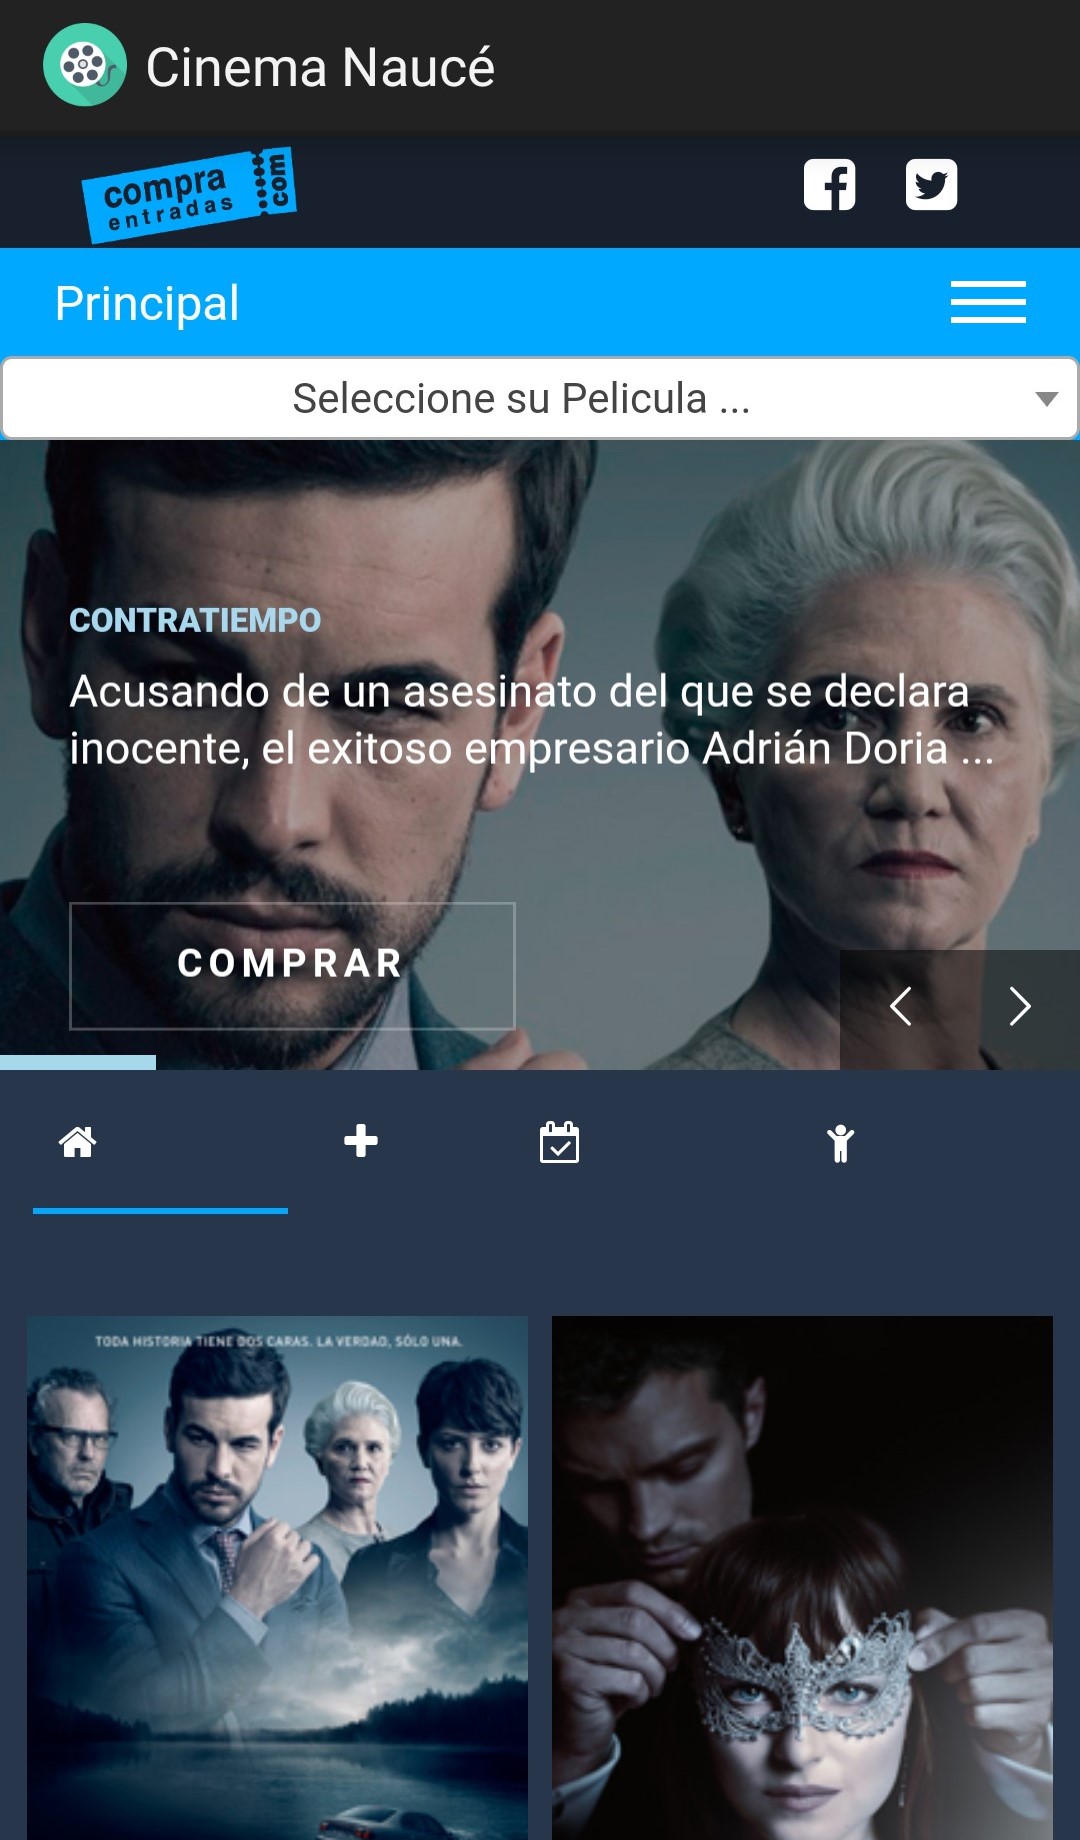 Cinema Naucé
compra
entradas
com
Principal
Seleccione su Pelicula ...
CONTRATIEMPO
Acusando de un asesinato del que se declara
inocente, el exitoso empresario Adrián Doria ...
COMPRAR
TODA HISTORIA TIENE DOS CARAS. LA VERDAD, SÓLO UNA.